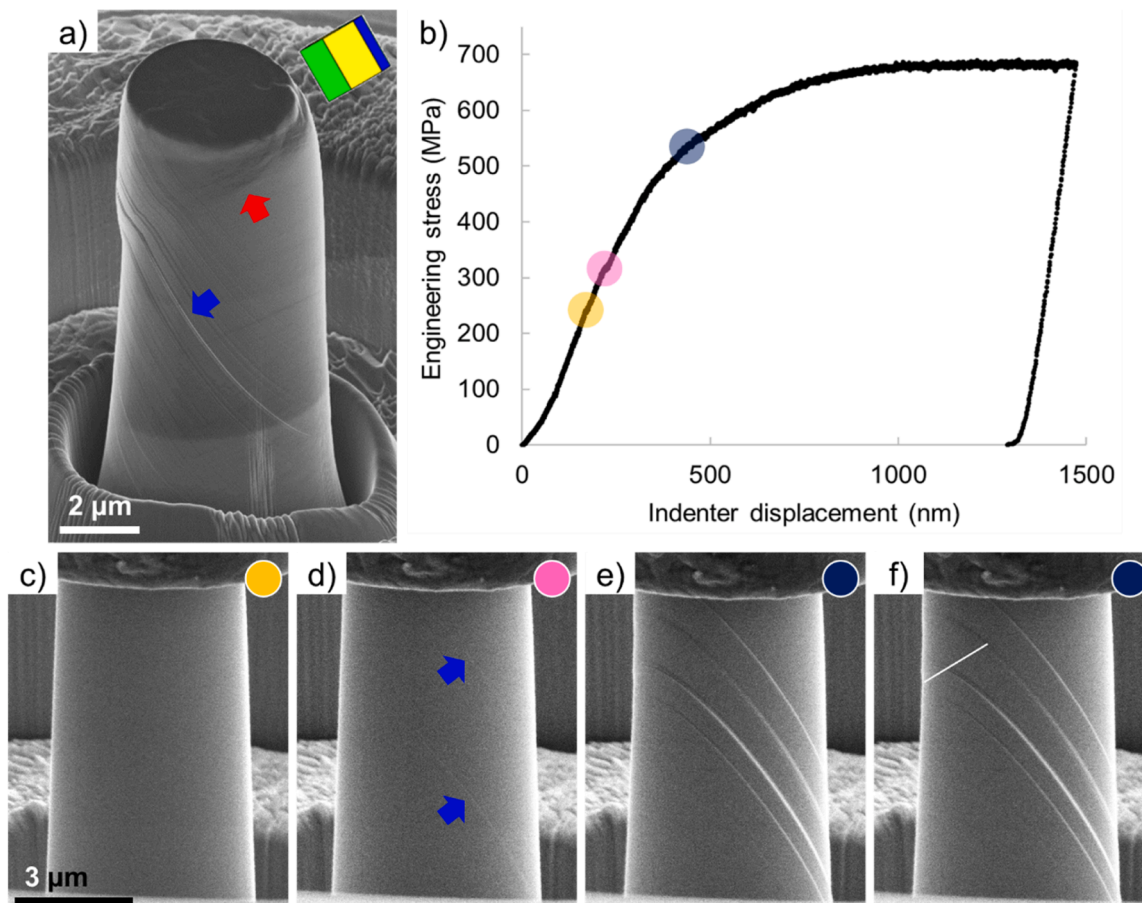 a)
2 µm
b)
Engineering stress (MPa)
700
600
500
400
300
200
100
0
0
500
1000
1500
Indenter displacement (nm)
c)
d)
e)
f)
3 µm